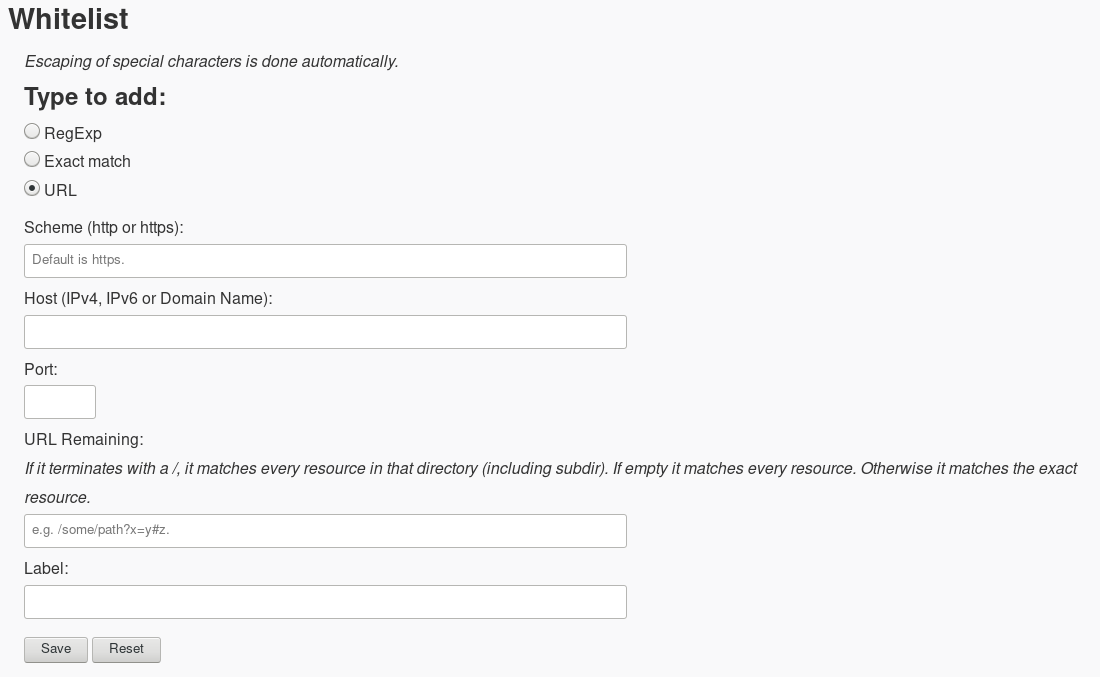 Whitelist
Escaping of special characters is done automatically.
Type to add:
RegExp
Exact match
URL
Scheme (http or https):
Default is https.
Host (IPv4, IPv6 or Domain Name):
Port:
URL Remaining:
If it terminates with a /, it matches every resource in that directory (including subdir). If empty it matches every resource. Otherwise it matches the exact
resource.
e.g. /some/path?x=y#z.
Label:
Save Reset